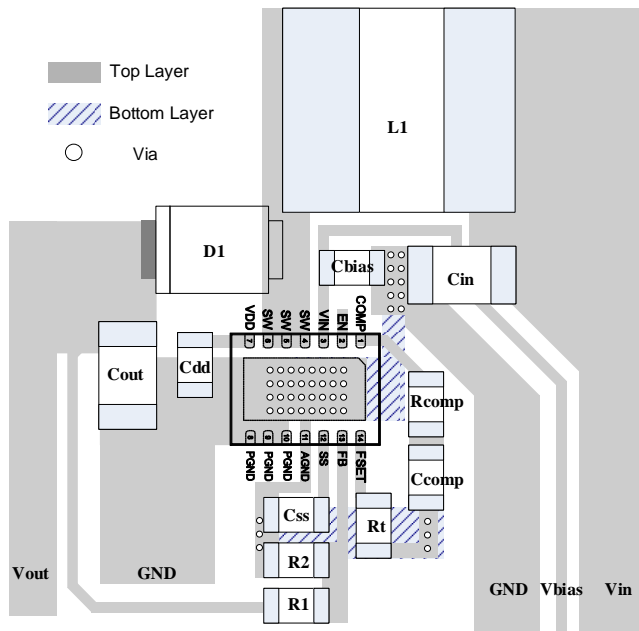 Top Layer
Bottom Layer
Via
L1
D1
Cbias
Cin
VDD
SW
SW
SW
VIN
EN
COMP
7
6
5
4
3
2
1
Cout
Cdd
Rcomp
8
9
10
11
12
13
14
PGND
PGND
PGND
AGND
SS
FB
FSET
Ccomp
Css
Rt
R2
R1
Vout
GND
GND
Vbias
Vin